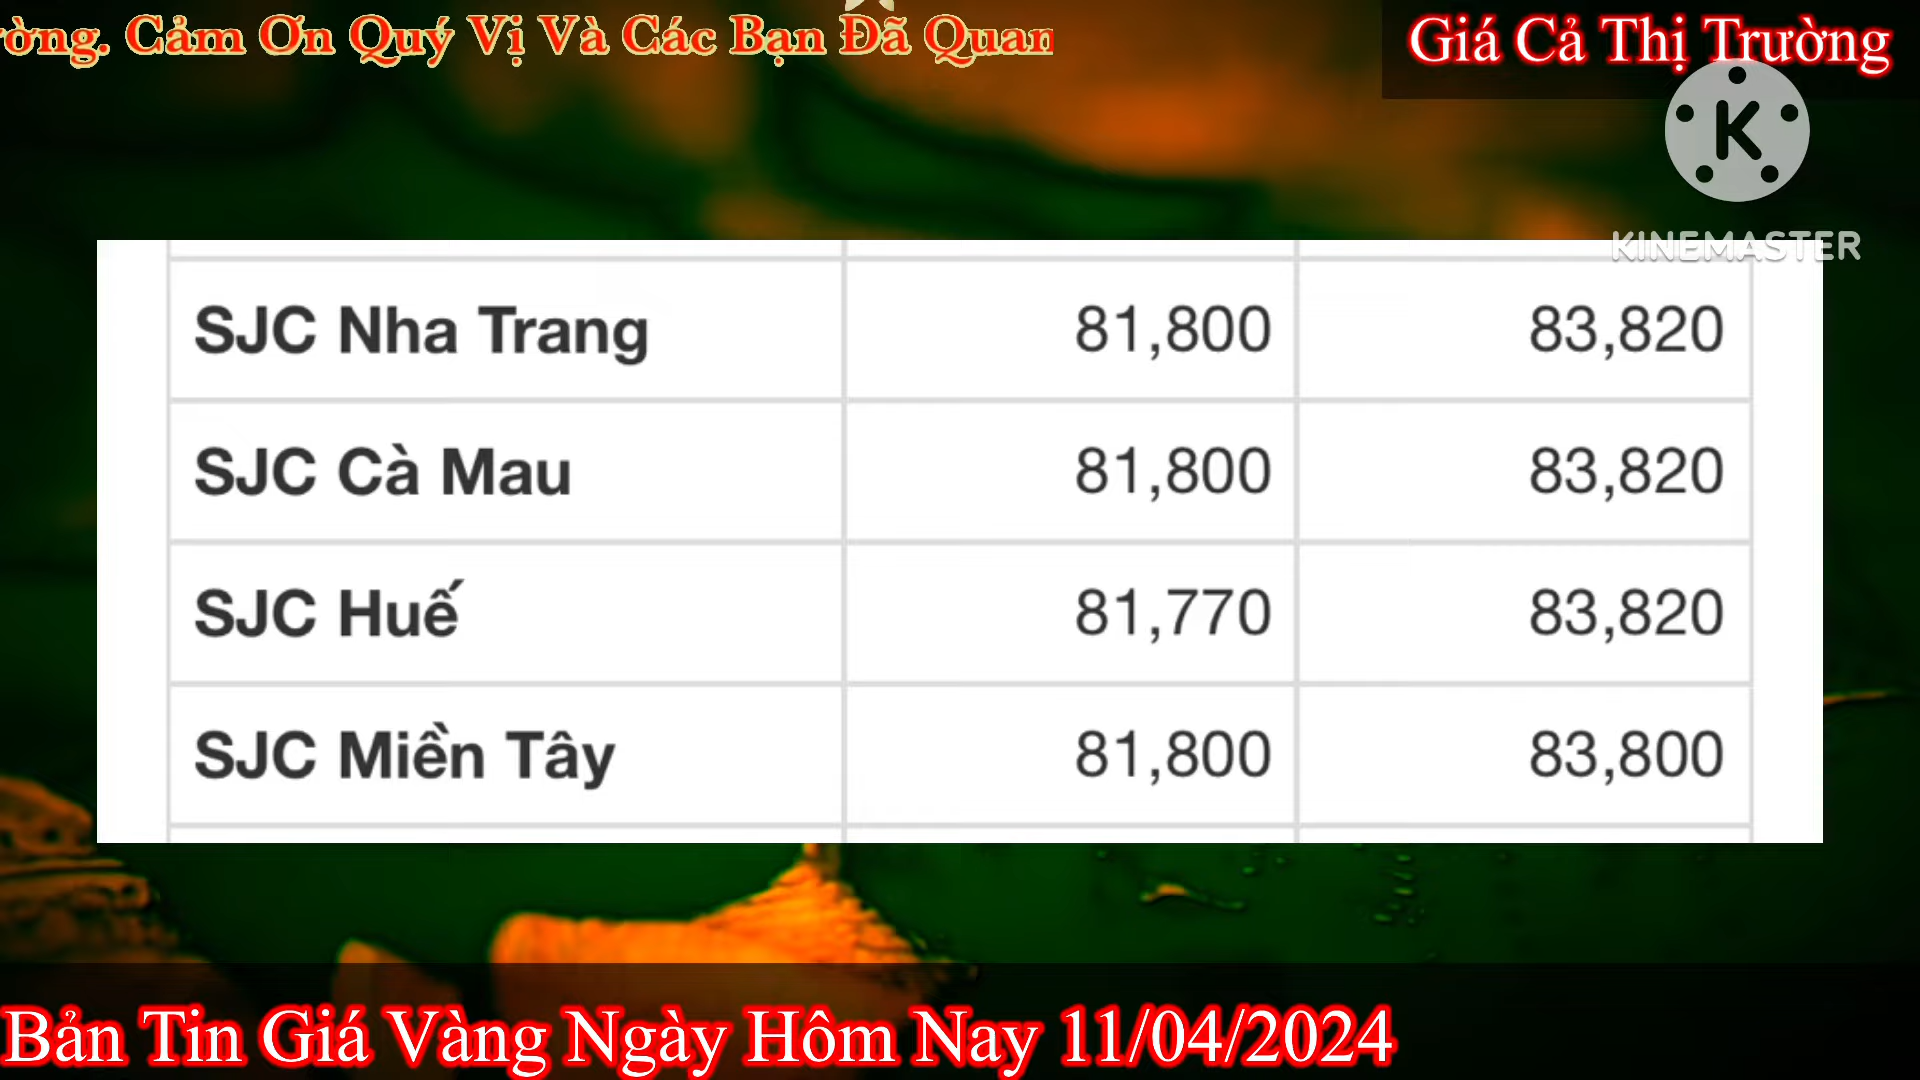 ờng. Cảm Ơn Quý Vị Và Các Bạn Đã Quan
Giá Cả Thị Trường
K
KINEMASTER
SJC Nha Trang 81,800 83,820
SJC Cà Mau 81,800 83,820
SJC Huế 81,770 83,820
SJC Miền Tây 81,800 83,800
Bản Tin Giá Vàng Ngày Hôm Nay 11/04/2024